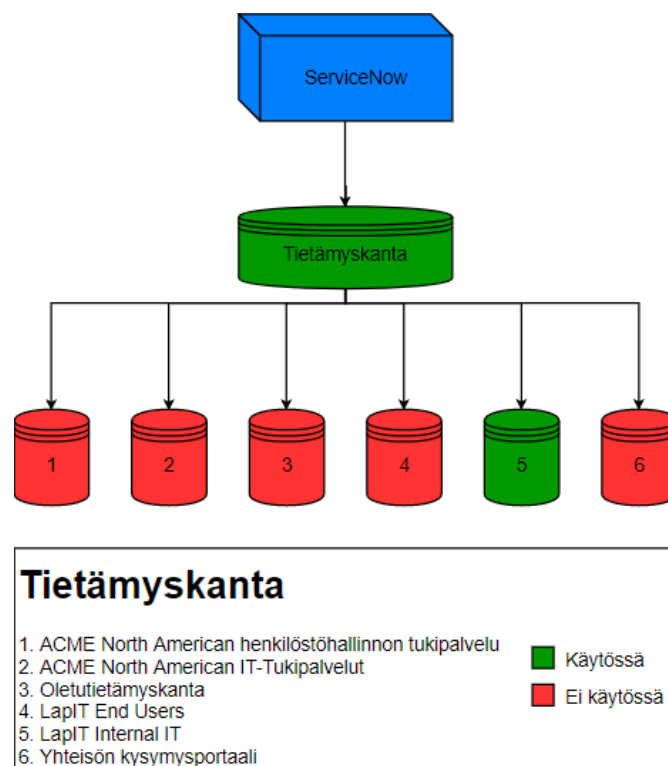 ServiceNow
Tietämyskanta
1 2 3 4 5 6
Tietämyskanta
1. ACME North American henkilöstöhallinnon tukipalvelu
2. ACME North American IT-Tukipalvelut
3. Oletutietämyskanta
4. LapIT End Users
5. LapIT Internal IT
6. Yhteisön kysymysportaali
Käytössä
Ei käytössä